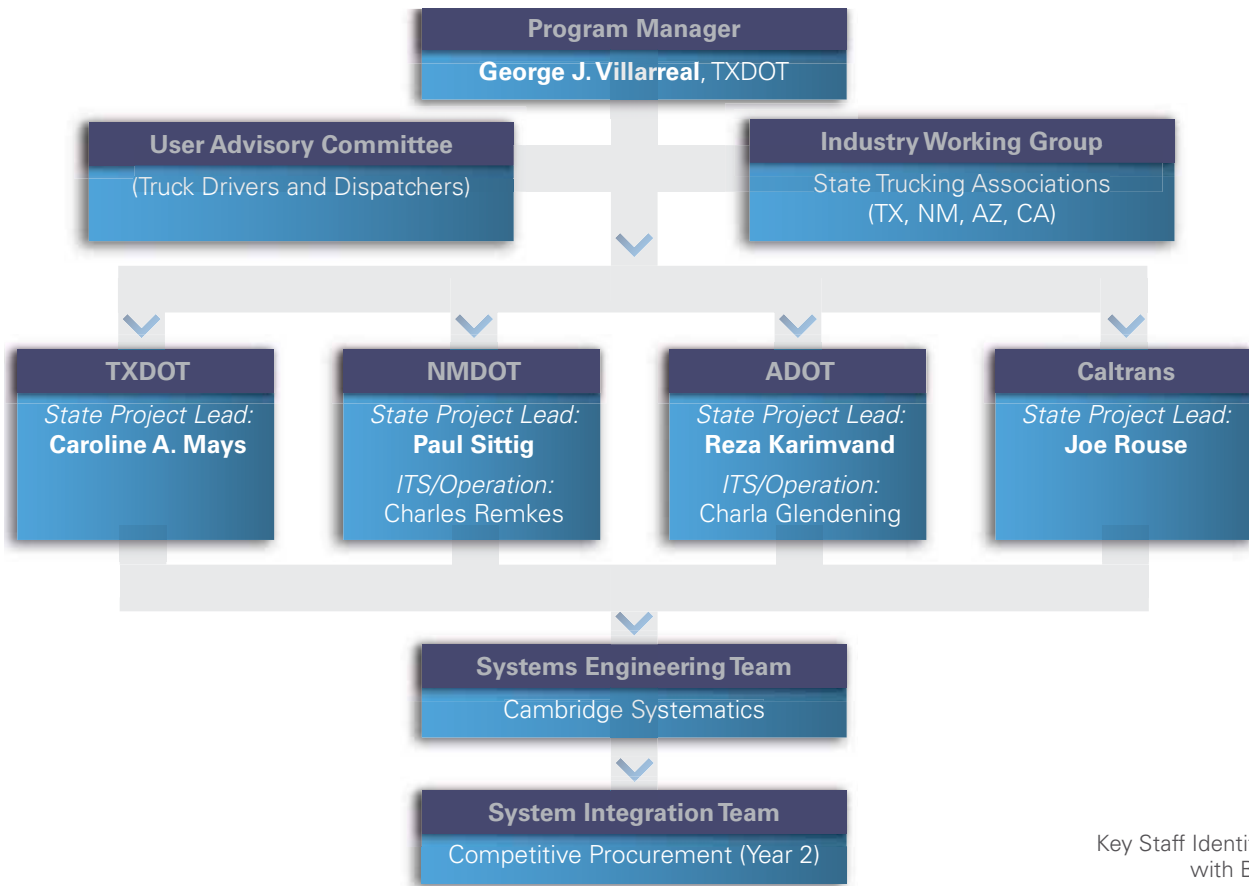 Program Manager
George J. Villarreal, TXDOT
User Advisory Committee
(Truck Drivers and Dispatchers)
Industry Working Group
State Trucking Associations
(TX, NM, AZ, CA)
TXDOT
State Project Lead:
Caroline A. Mays
NMDOT
State Project Lead:
Paul Sittig
ITS/Operation:
Charles Remkes
ADOT
State Project Lead:
Reza Karimvand
ITS/Operation:
Charla Glendening
Caltrans
State Project Lead:
Joe Rouse
Systems Engineering Team
Cambridge Systematics
System Integration Team
Competitive Procurement (Year 2)
Key Staff
with